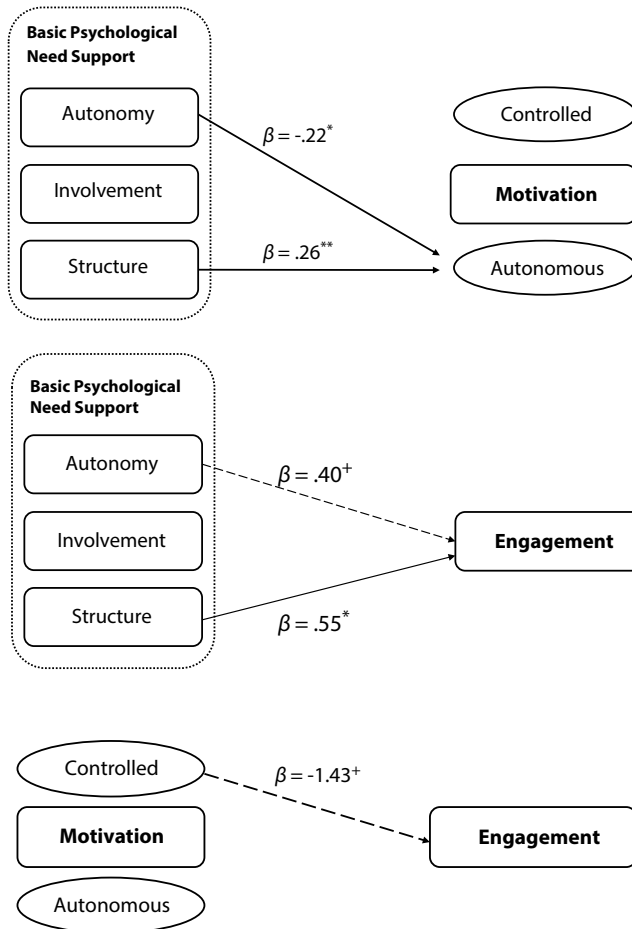 Basic Psychological
Need Support
Autonomy
Involvement
Structure
β = -.22*
β = .26**
Controlled
Motivation
Autonomous
Basic Psychological
Need Support
Autonomy
Involvement
Structure
β = .40+
β = .55*
Engagement
Controlled
Motivation
Autonomous
β = -1.43+
Engagement